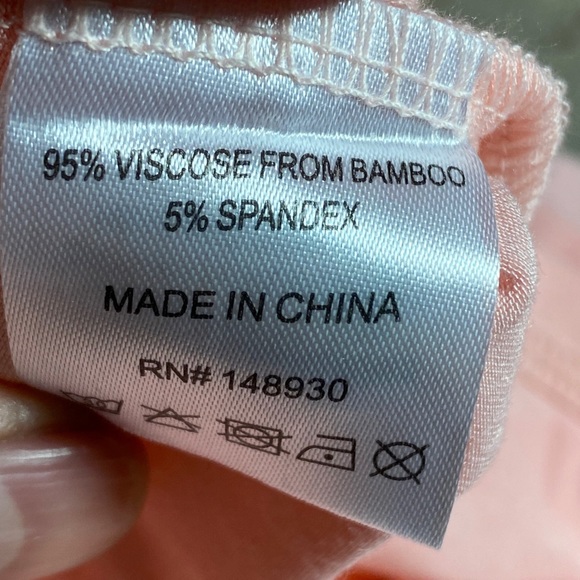 95% VISCOSE FROM BAMBOO
5% SPANDEX
MADE IN CHINA
RN# 148930